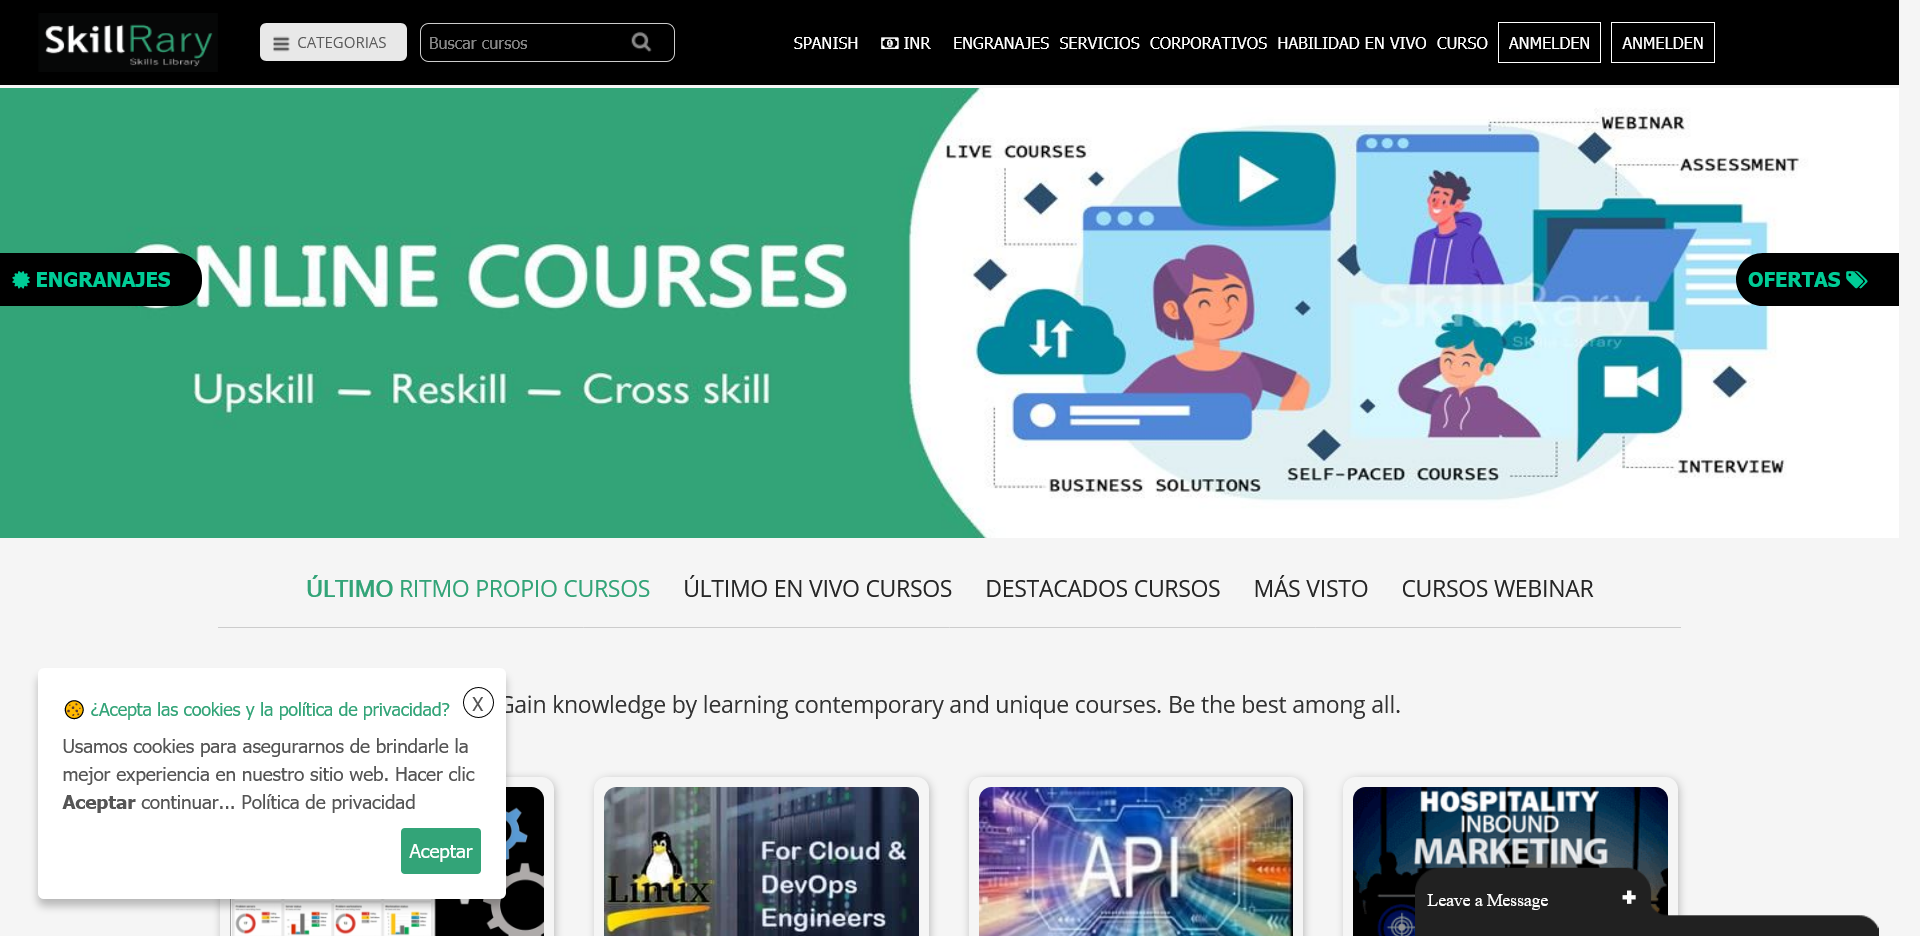 SkillRary
Skills Library
CATEGORIAS
Buscar cursos
SPANISH
INR
ENGRANAJES
SERVICIOS
CORPORATIVOS
HABILIDAD EN VIVO
CURSO
ANMELDEN
ANMELDEN
LIVE COURSES
WEBINAR
ASSESSMENT
ONLINE COURSES
ENGRANAJES
OFERTAS
SkillRary
Skills Library
Upskill — Reskill — Cross skill
BUSINESS SOLUTIONS
SELF-PACED COURSES
INTERVIEW
ÚLTIMO RITMO PROPIO CURSOS
ÚLTIMO EN VIVO CURSOS
DESTACADOS CURSOS
MÁS VISTO
CURSOS WEBINAR
Gain knowledge by learning contemporary and unique courses. Be the best among all.
¿Acepta las cookies y la política de privacidad?
X
Usamos cookies para asegurarnos de brindarle la
mejor experiencia en nuestro sitio web. Hacer clic
Aceptar continuar... Política de privacidad
Aceptar
Linux
For Cloud &
DevOps
Engineers
API
HOSPITALITY
INBOUND
MARKETING
Leave a Message